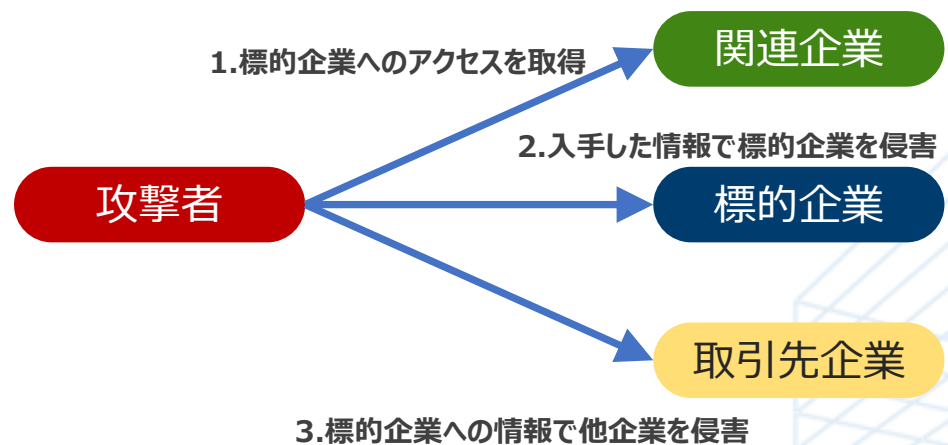 関連企業
1.標的企業へのアクセスを取得
2.入手した情報で標的企業を侵害
攻撃者
標的企業
取引先企業
3.標的企業への情報で他企業を侵害